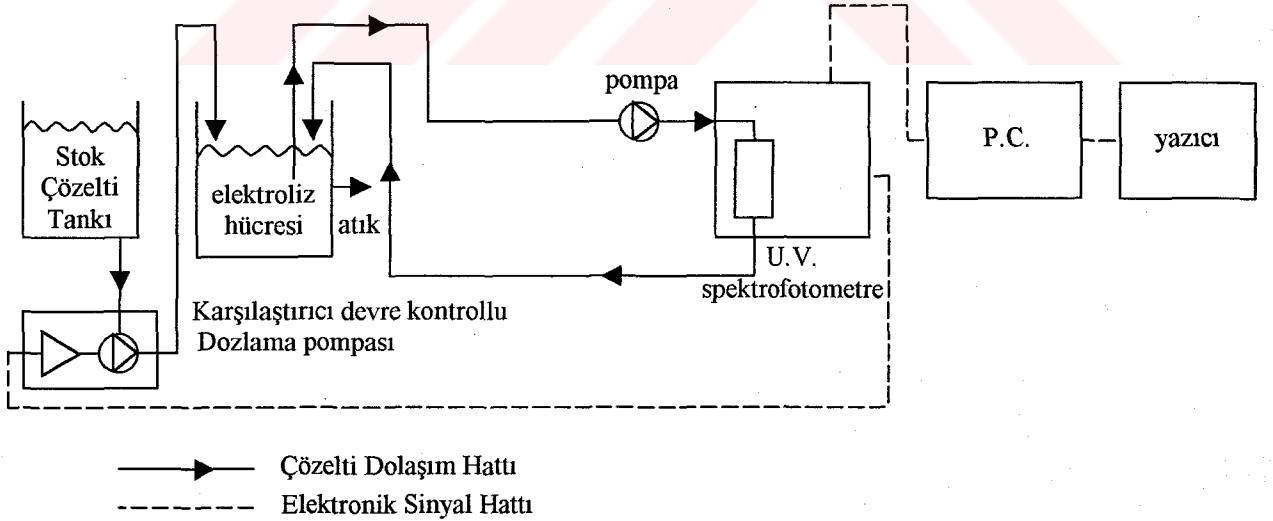 pompa
Stok
Çözelti
Tankı
elektroliz
hücresi
atık
P.C.
yazıcı
U.V.
spektrofotometre
Karşılaştırıcı devre kontrollu
Dozlama pompası
Çözelti Dolaşım Hattı
Elektronik Sinyal Hattı